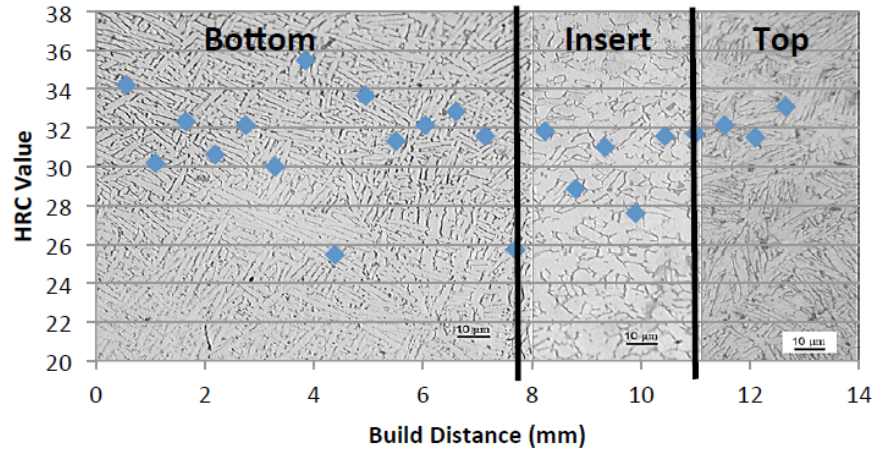 38
36
34
32
30
28
26
24
22
20
HRC Value
Bottom
Insert
Top
10 μm
10 μm
10 μm
0 2 4 6 8 10 12 14
Build Distance (mm)